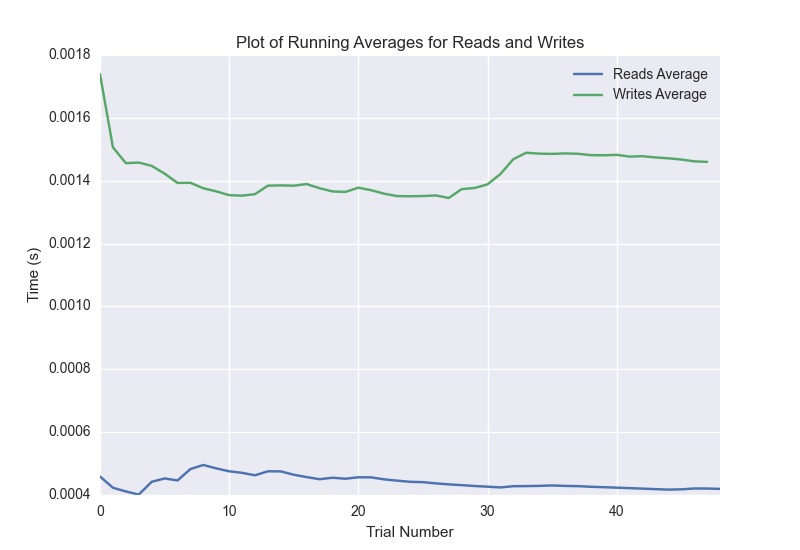 Plot of Running Averages for Reads and Writes
0.0018
0.0016
0.0014
0.0012
0.0010
0.0008
0.0006
0.0004
Time (s)
Reads Average
Writes Average
0 10 20 30 40
Trial Number